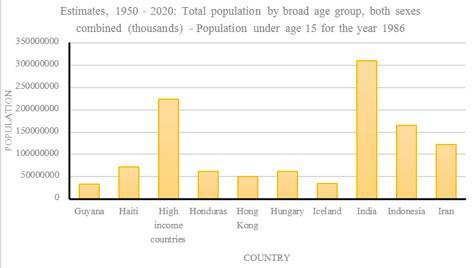 Estimates, 1950 - 2020: Total population by broad age group, both sexes
combined (thousands) - Population under age 15 for the year 1986
POPULATION
350000000
300000000
250000000
200000000
150000000
100000000
50000000
0
Guyana Haiti High income countries Honduras Hong Kong Hungary Iceland India Indonesia Iran
COUNTRY